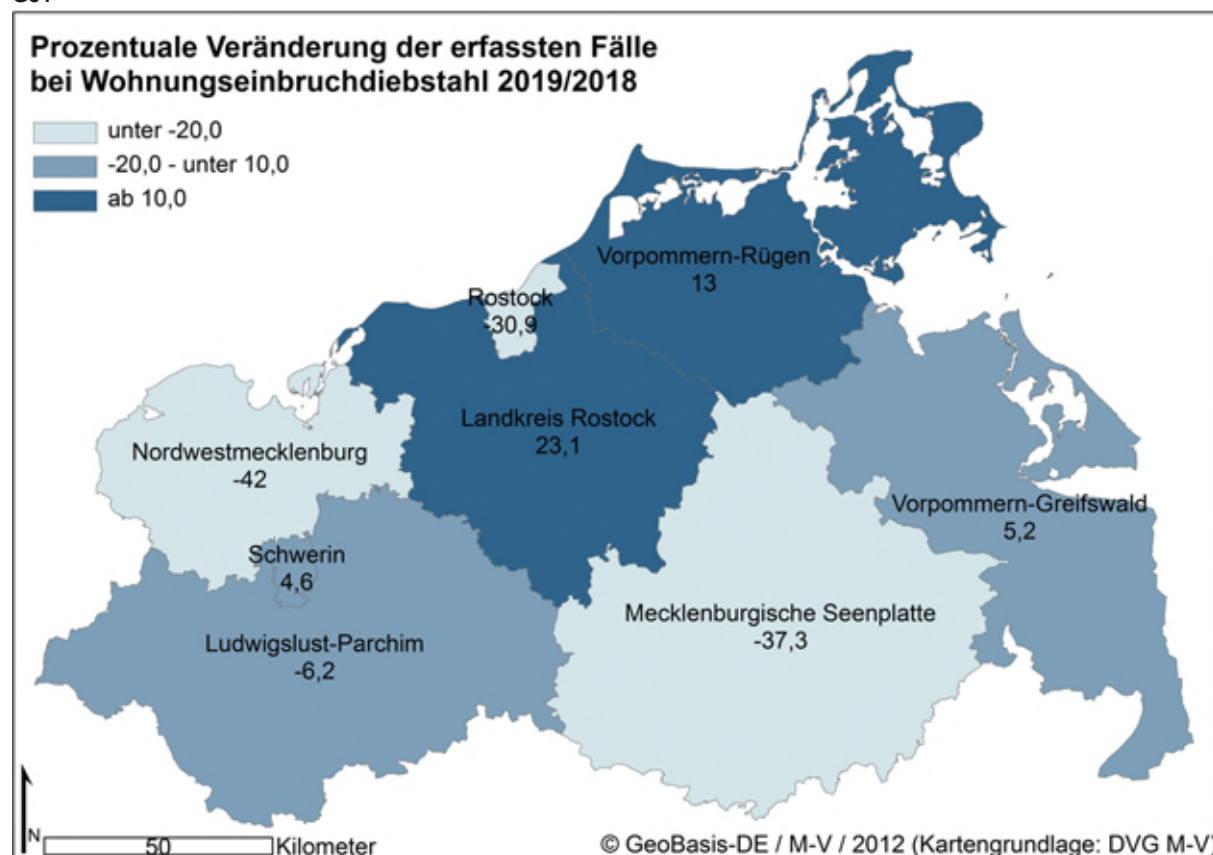 Prozentuale Veränderung der erfassten Fälle
bei Wohnungseinbruchdiebstahl 2019/2018
unter -20,0
-20,0 - unter 10,0
ab 10,0
Vorpommern-Rügen
13
Rostock
-30,9
Landkreis Rostock
23,1
Nordwestmecklenburg
-42
Vorpommern-Greifswald
5,2
Schwerin
4,6
Mecklenburgische Seenplatte
-37,3
Ludwigslust-Parchim
-6,2
N
50 Kilometer
© GeoBasis-DE / M-V / 2012 (Kartengrundlage: DVG M-V)